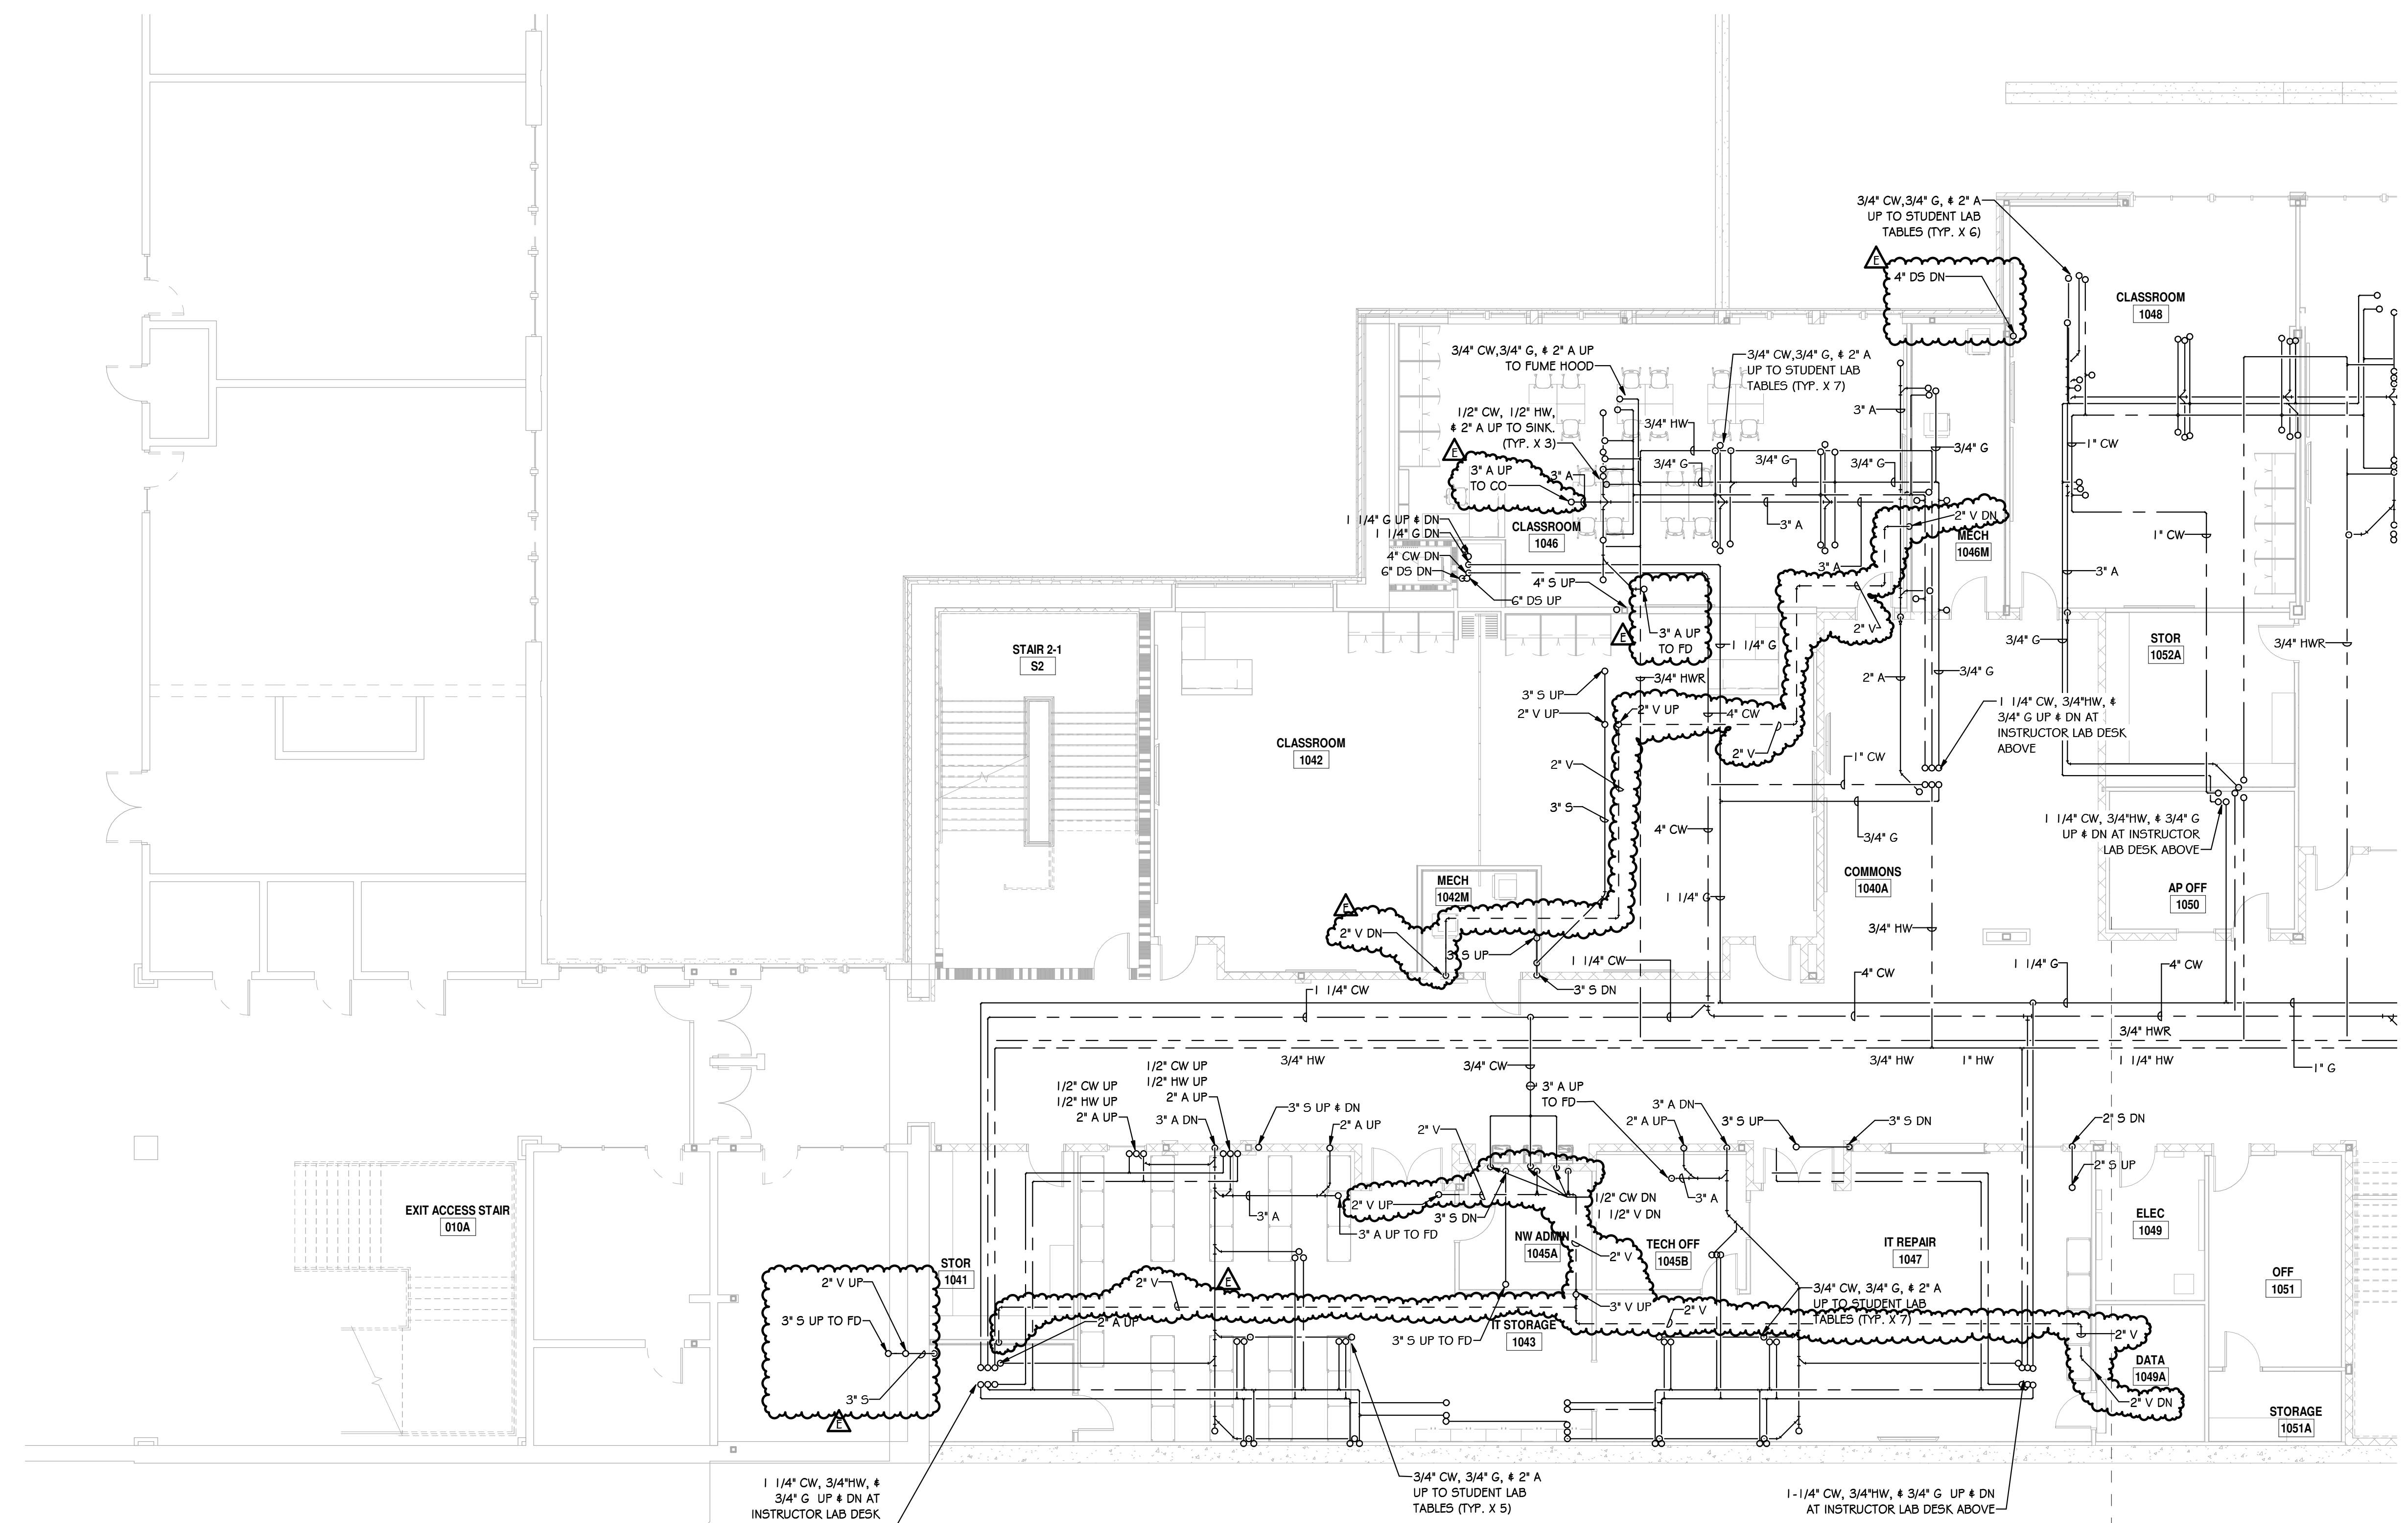 3/4" CW,3/4" G, & 2" A
UP TO STUDENT LAB
TABLES (TYP. X 6)
E
4" DS DN
CLASSROOM
1048
3/4" CW,3/4" G, & 2" A UP
TO FUME HOOD
3/4" CW,3/4" G, & 2" A
UP TO STUDENT LAB
TABLES (TYP. X 7)
1/2" CW, 1/2" HW,
& 2" A UP TO SINK.
(TYP. X 3)
3/4" HW
3" A
3/4" G
1" CW
E
3" A UP
TO CO
3" A
3/4" G
3/4" G
3/4" G
1 1/4" G UP & DN
1 1/4" G DN
4" CW DN
6" DS DN
CLASSROOM
1046
3" A
2" V DN
MECH
1046M
1" CW
3" A
3" A
4" S UP
6" DS UP
E
3" A UP
TO FD
2" V
1 1/4" G
3/4" G
STOR
1052A
3/4" HWR
STAIR 2-1
S2
3/4" HWR
2" A
3/4" G
3" S UP
2" V UP
2" V UP
4" CW
1 1/4" CW, 3/4"HW, &
3/4" G UP & DN AT
INSTRUCTOR LAB DESK
ABOVE
CLASSROOM
1042
2" V
2" V
1" CW
3" S
4" CW
3/4" G
1 1/4" CW, 3/4"HW, & 3/4" G
UP & DN AT INSTRUCTOR
LAB DESK ABOVE
COMMONS
1040A
MECH
1042M
AP OFF
1050
1 1/4" G
3/4" HW
E
2" V DN
3" S UP
1 1/4" CW
3" S DN
1 1/4" CW
4" CW
1 1/4" G
4" CW
3/4" HWR
3/4" HW
3/4" CW
3/4" HW
1" HW
1 1/4" HW
1" G
1/2" CW UP
1/2" HW UP
2" A UP
1/2" CW UP
1/2" HW UP
2" A UP
3" A DN
3" S UP & DN
2" A UP
2" V
3" A UP
TO FD
2" A UP
3" A DN
3" S UP
3" S DN
2" S DN
2" S UP
EXIT ACCESS STAIR
010A
3" A
2" V UP
3" S DN
3" A UP TO FD
1/2" CW DN
1 1/2" V DN
3" A
NW ADMIN
1045A
2" V
TECH OFF
1045B
IT REPAIR
1047
ELEC
1049
OFF
1051
STOR
1041
2" V UP
3" S UP TO FD
3" S
E
2" V
E
2" A UP
3" V UP
3" S UP TO FD
IT STORAGE
1043
2" V
3/4" CW, 3/4" G, & 2" A
UP TO STUDENT LAB
TABLES (TYP. X 7)
2" V
DATA
1049A
2" V DN
STORAGE
1051A
1 1/4" CW, 3/4"HW, &
3/4" G UP & DN AT
INSTRUCTOR LAB DESK
3/4" CW, 3/4" G, & 2" A
UP TO STUDENT LAB
TABLES (TYP. X 5)
1-1/4" CW, 3/4"HW, & 3/4" G UP & DN
AT INSTRUCTOR LAB DESK ABOVE